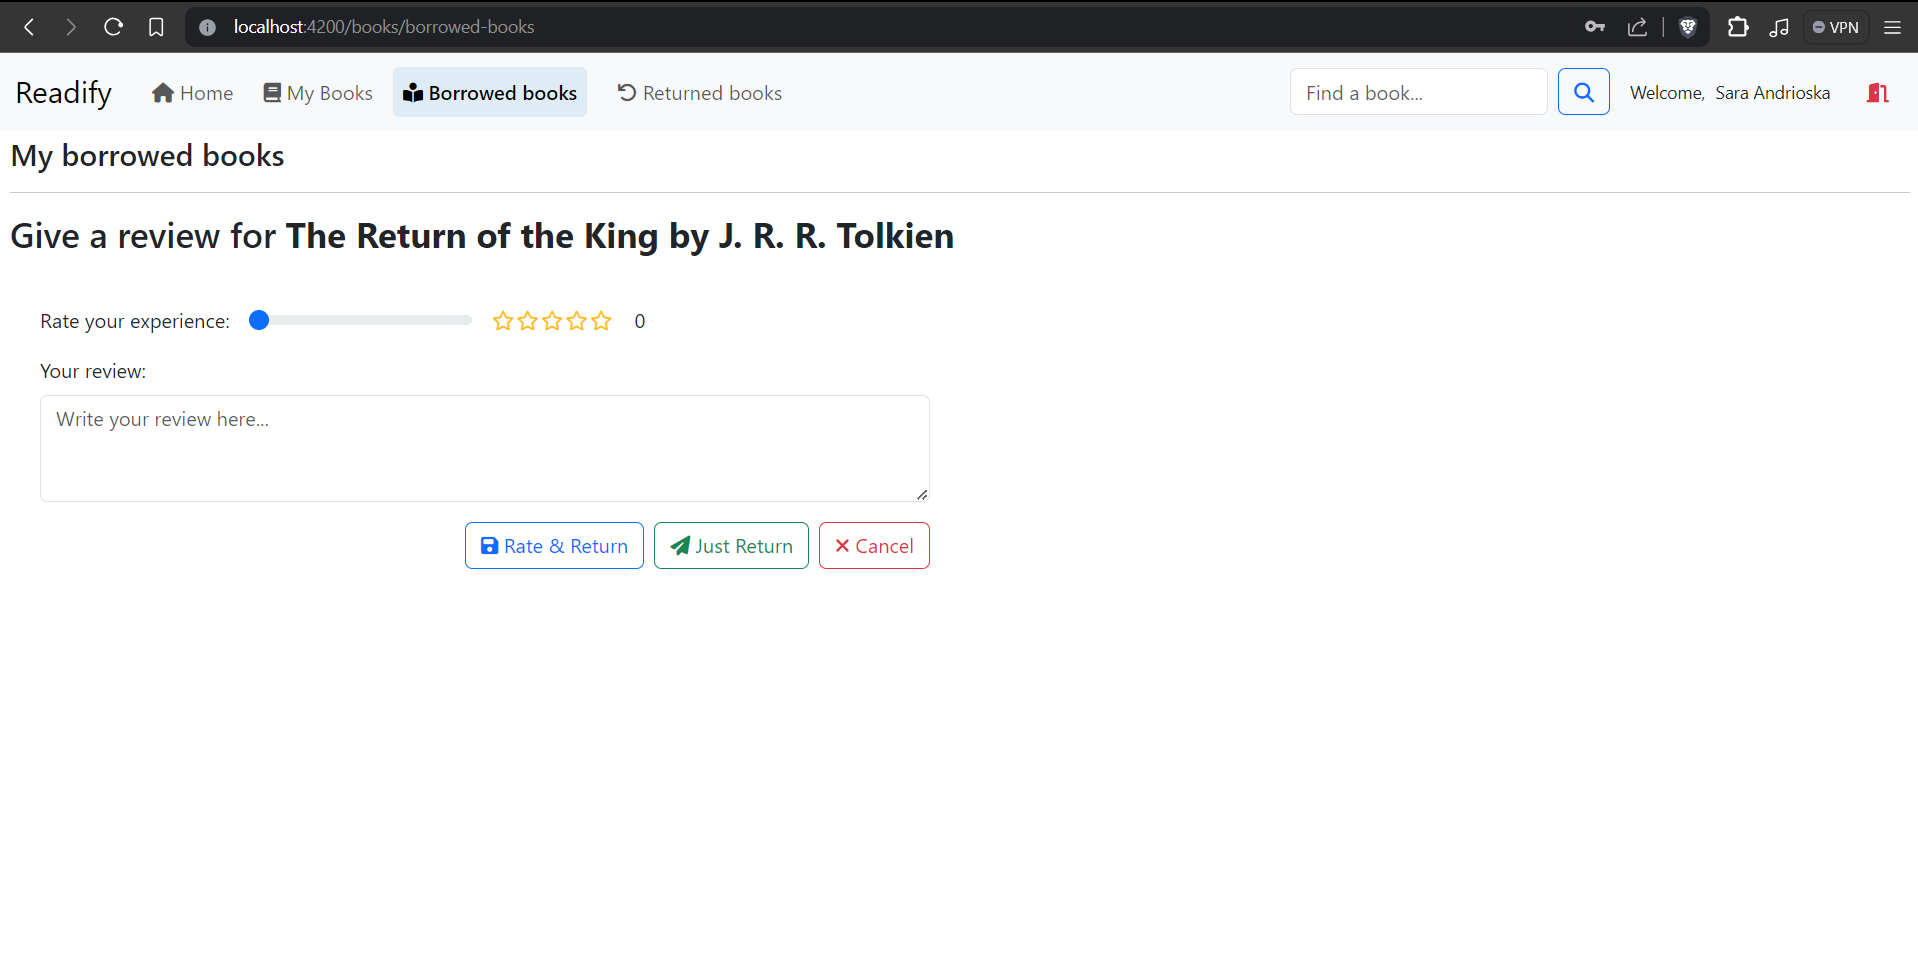 localhost:4200/books/borrowed-books
VPN
Readify Home My Books Borrowed books Returned books Find a book... Welcome, Sara Andrioska
My borrowed books
Give a review for The Return of the King by J. R. R. Tolkien
Rate your experience: 0
Your review:
Write your review here...
Rate & Return Just Return Cancel